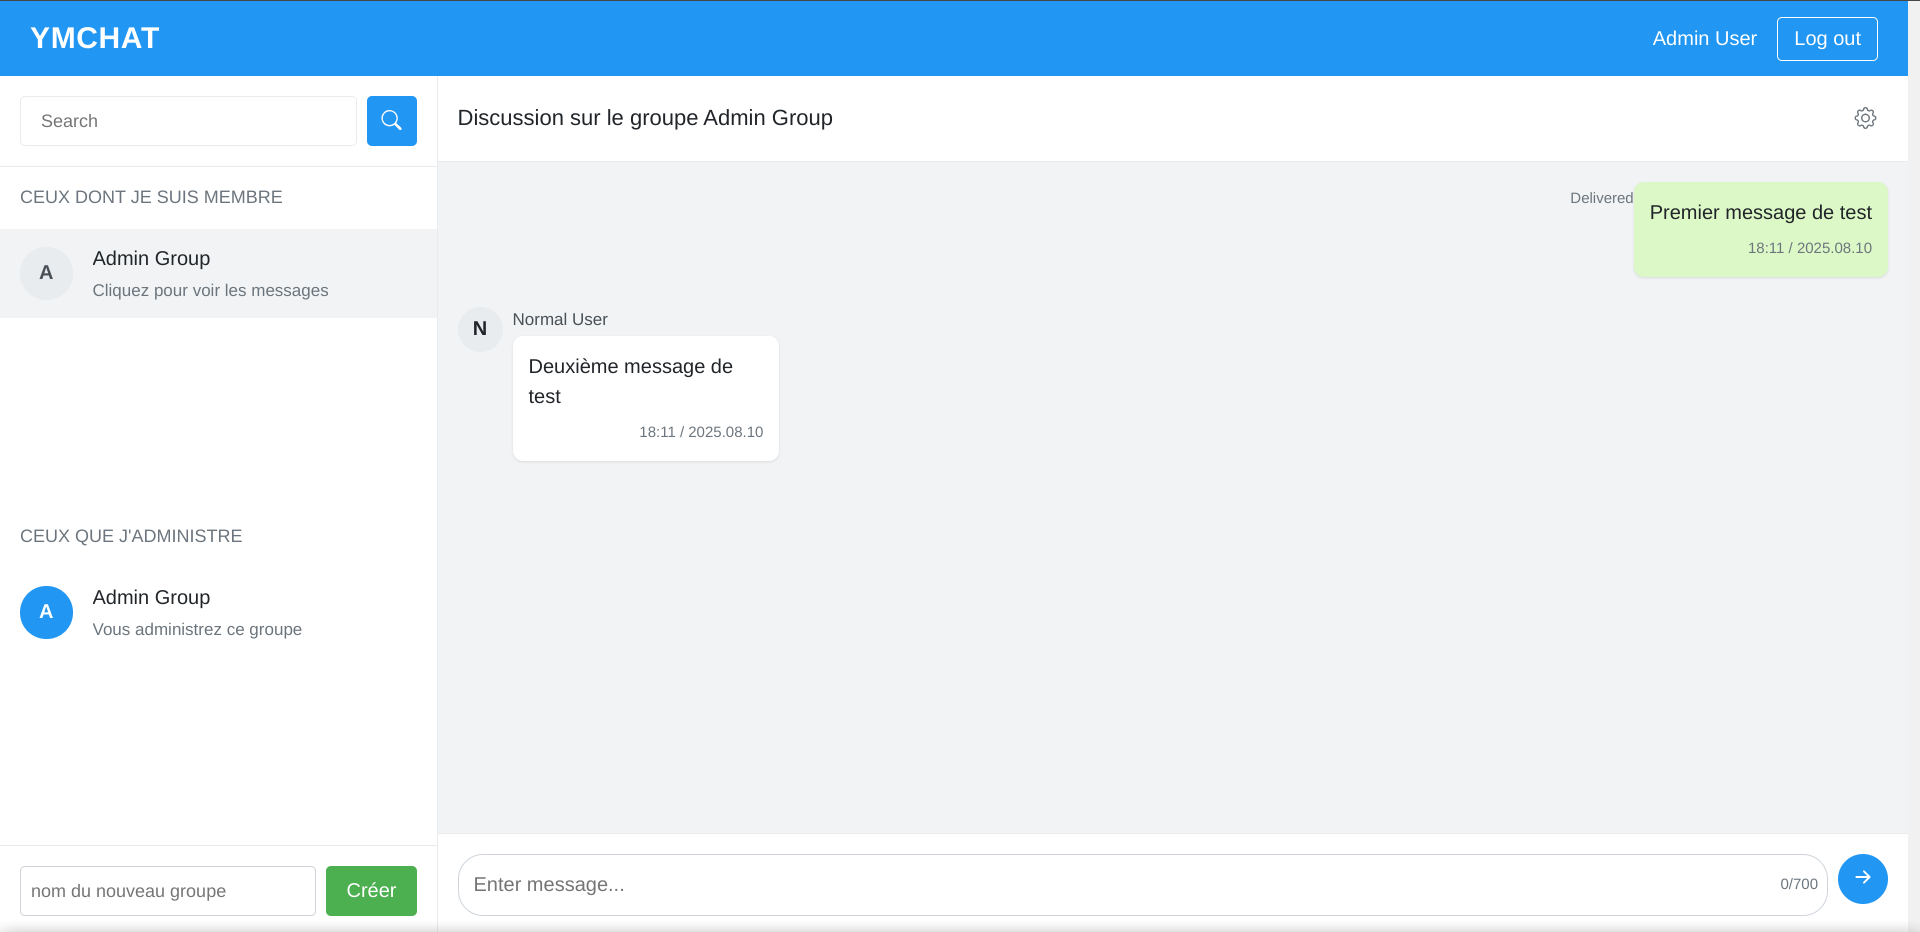 YMCHAT
Admin User
Log out
Search
CEUX DONT JE SUIS MEMBRE
A
Admin Group
Cliquez pour voir les messages
CEUX QUE J'ADMINISTRE
A
Admin Group
Vous administrez ce groupe
nom du nouveau groupe
Créer
Discussion sur le groupe Admin Group
Delivered
Premier message de test
18:11 / 2025.08.10
N
Normal User
Deuxième message de
test
18:11 / 2025.08.10
Enter message...
0/700